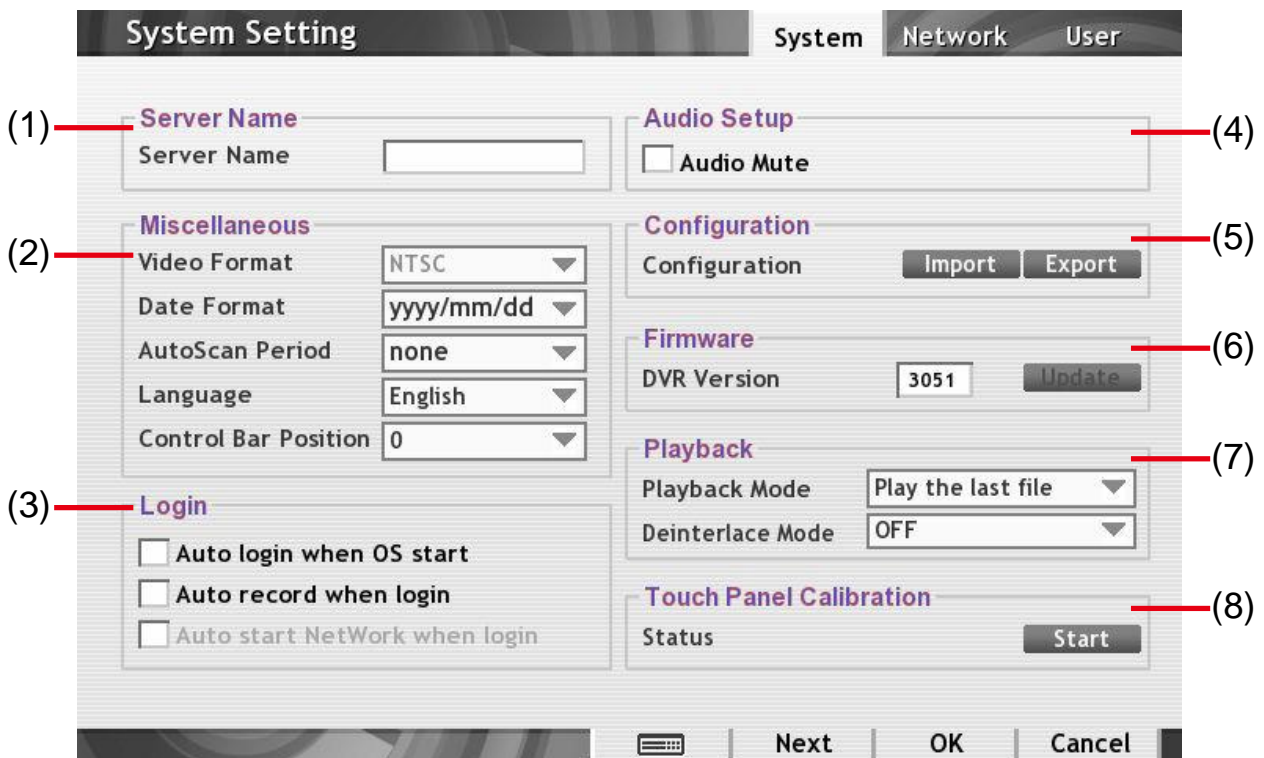 System Setting
System
Network
User
(1)
Server Name
Server Name
(2)
Miscellaneous
Video Format
NTSC
Date Format
yyyy/mm/dd
AutoScan Period
none
Language
English
Control Bar Position
0
(3)
Login
Auto login when OS start
Auto record when login
Auto start NetWork when login
Audio Setup
(4)
Audio Mute
Configuration
(5)
Configuration
Import
Export
Firmware
(6)
DVR Version
3051
Update
Playback
(7)
Playback Mode
Play the last file
Deinterlace Mode
OFF
Touch Panel Calibration
(8)
Status
Start
Next
OK
Cancel